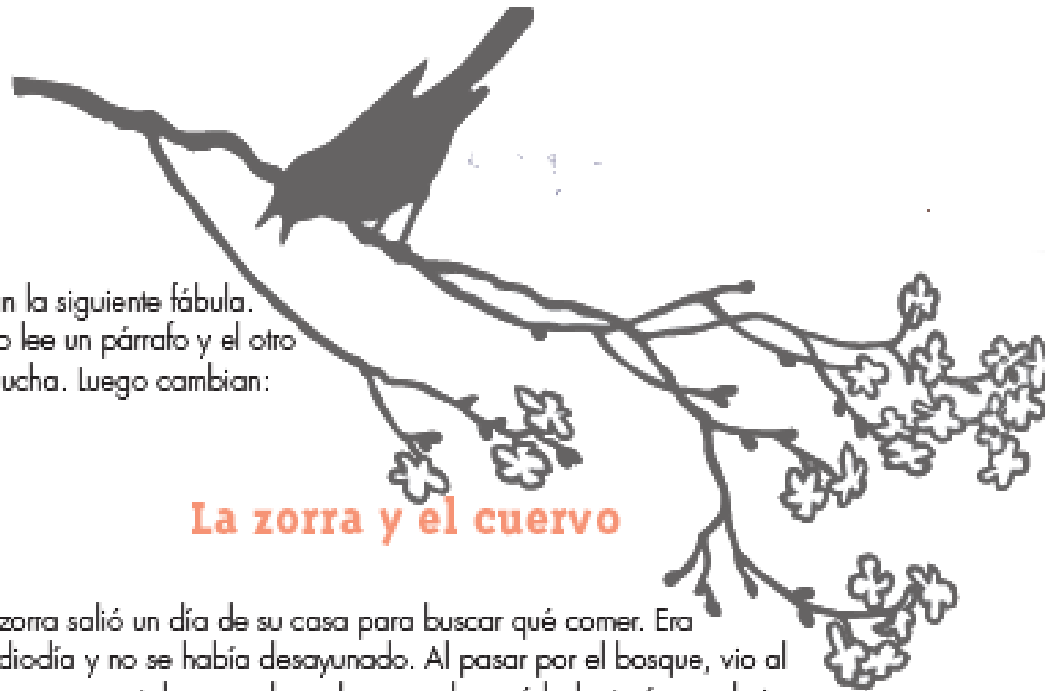 n la siguiente fábula.
o lee un párrafo y el otro
ucha. Luego cambian:
La zorra y el cuervo
zorra salió un día de su casa para buscar qué comer. Era
diodía y no se había desayunado. Al pasar por el bosque, vio al